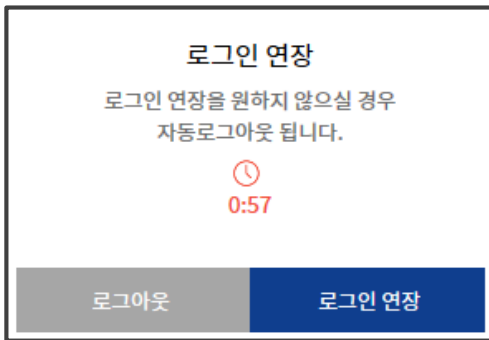 로그인 연장
로그인 연장을 원하지 않으실 경우
자동로그아웃 됩니다.
0:57
로그아웃
로그인 연장